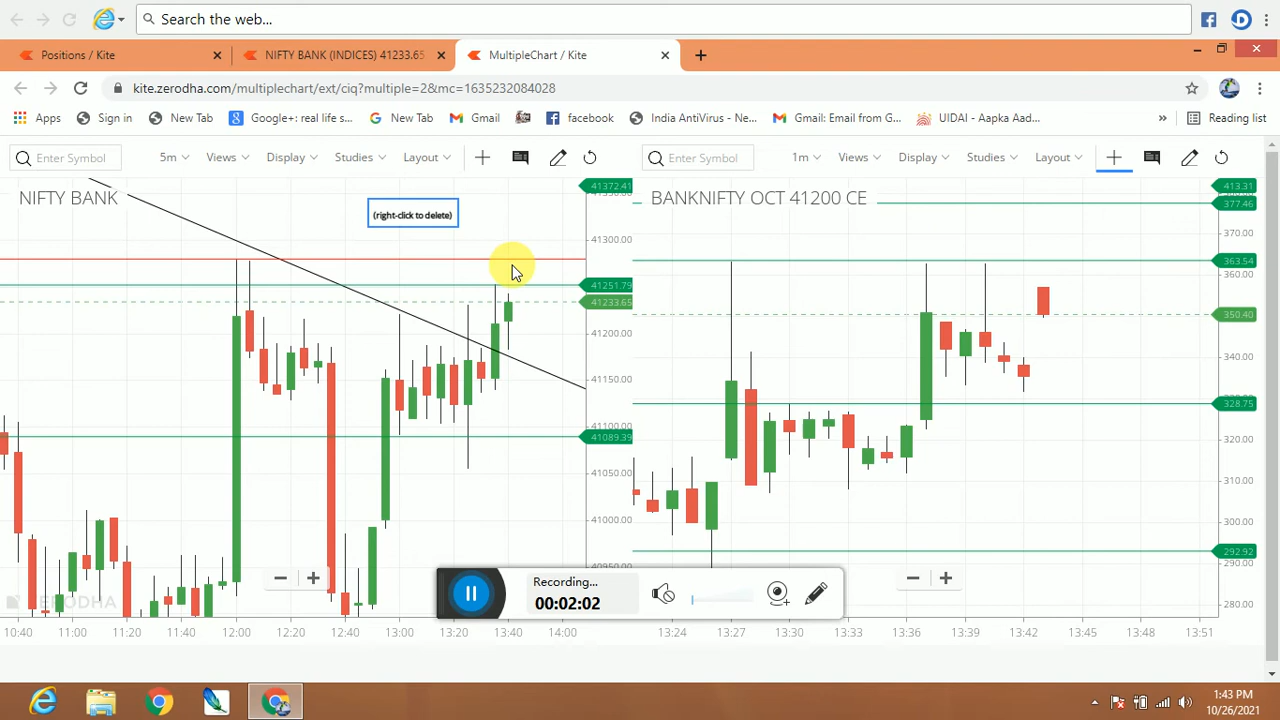 Search the web...
Positions / Kite
NIFTY BANK (INDICES) 41233.65
MultipleChart / Kite
kite.zerodha.com/multiplechart/ext/ciq?multiple=2&mc=1635232084028
Apps
Sign in
New Tab
Google+: real life s...
New Tab
Gmail
facebook
India AntiVirus - Ne...
Gmail: Email from G...
UIDAI - Aapka Aad...
»
Reading list
Enter Symbol
5m
Views
Display
Studies
Layout
Enter Symbol
1m
Views
Display
Studies
Layout
NIFTY BANK
(right-click to delete)
41372.41
41300.00
41251.79
41233.65
41200.00
41150.00
41100.00
41089.39
41050.00
41000.00
ZERODHA
10:40 11:00 11:20 11:40 12:00 12:20 12:40 13:00 13:20 13:40 14:00
BANKNIFTY OCT 41200 CE
413.31
377.46
370.00
363.54
360.00
350.40
340.00
328.75
320.00
310.00
300.00
292.92
280.00
13:24 13:27 13:30 13:33 13:36 13:39 13:42 13:45 13:48 13:51
Recording...
00:02:02
1:43 PM
10/26/2021